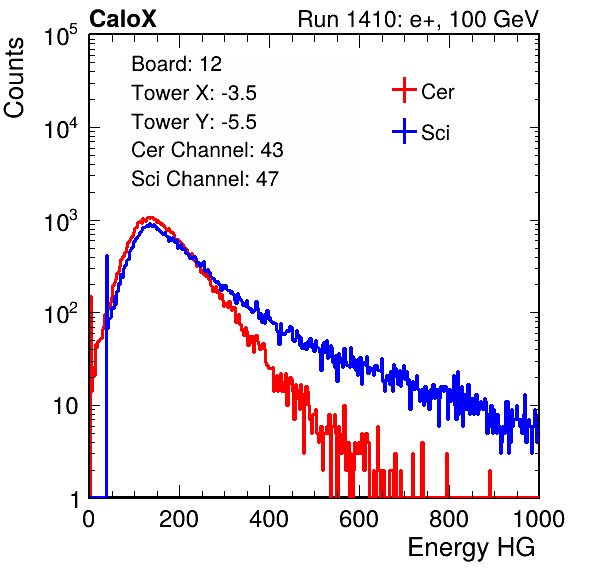 CaloX Run 1410: e+, 100 GeV
Counts
Board: 12
Tower X: -3.5
Tower Y: -5.5
Cer Channel: 43
Sci Channel: 47
Cer
Sci
10^5
10^4
10^3
10^2
10
1
0 200 400 600 800 1000
Energy HG